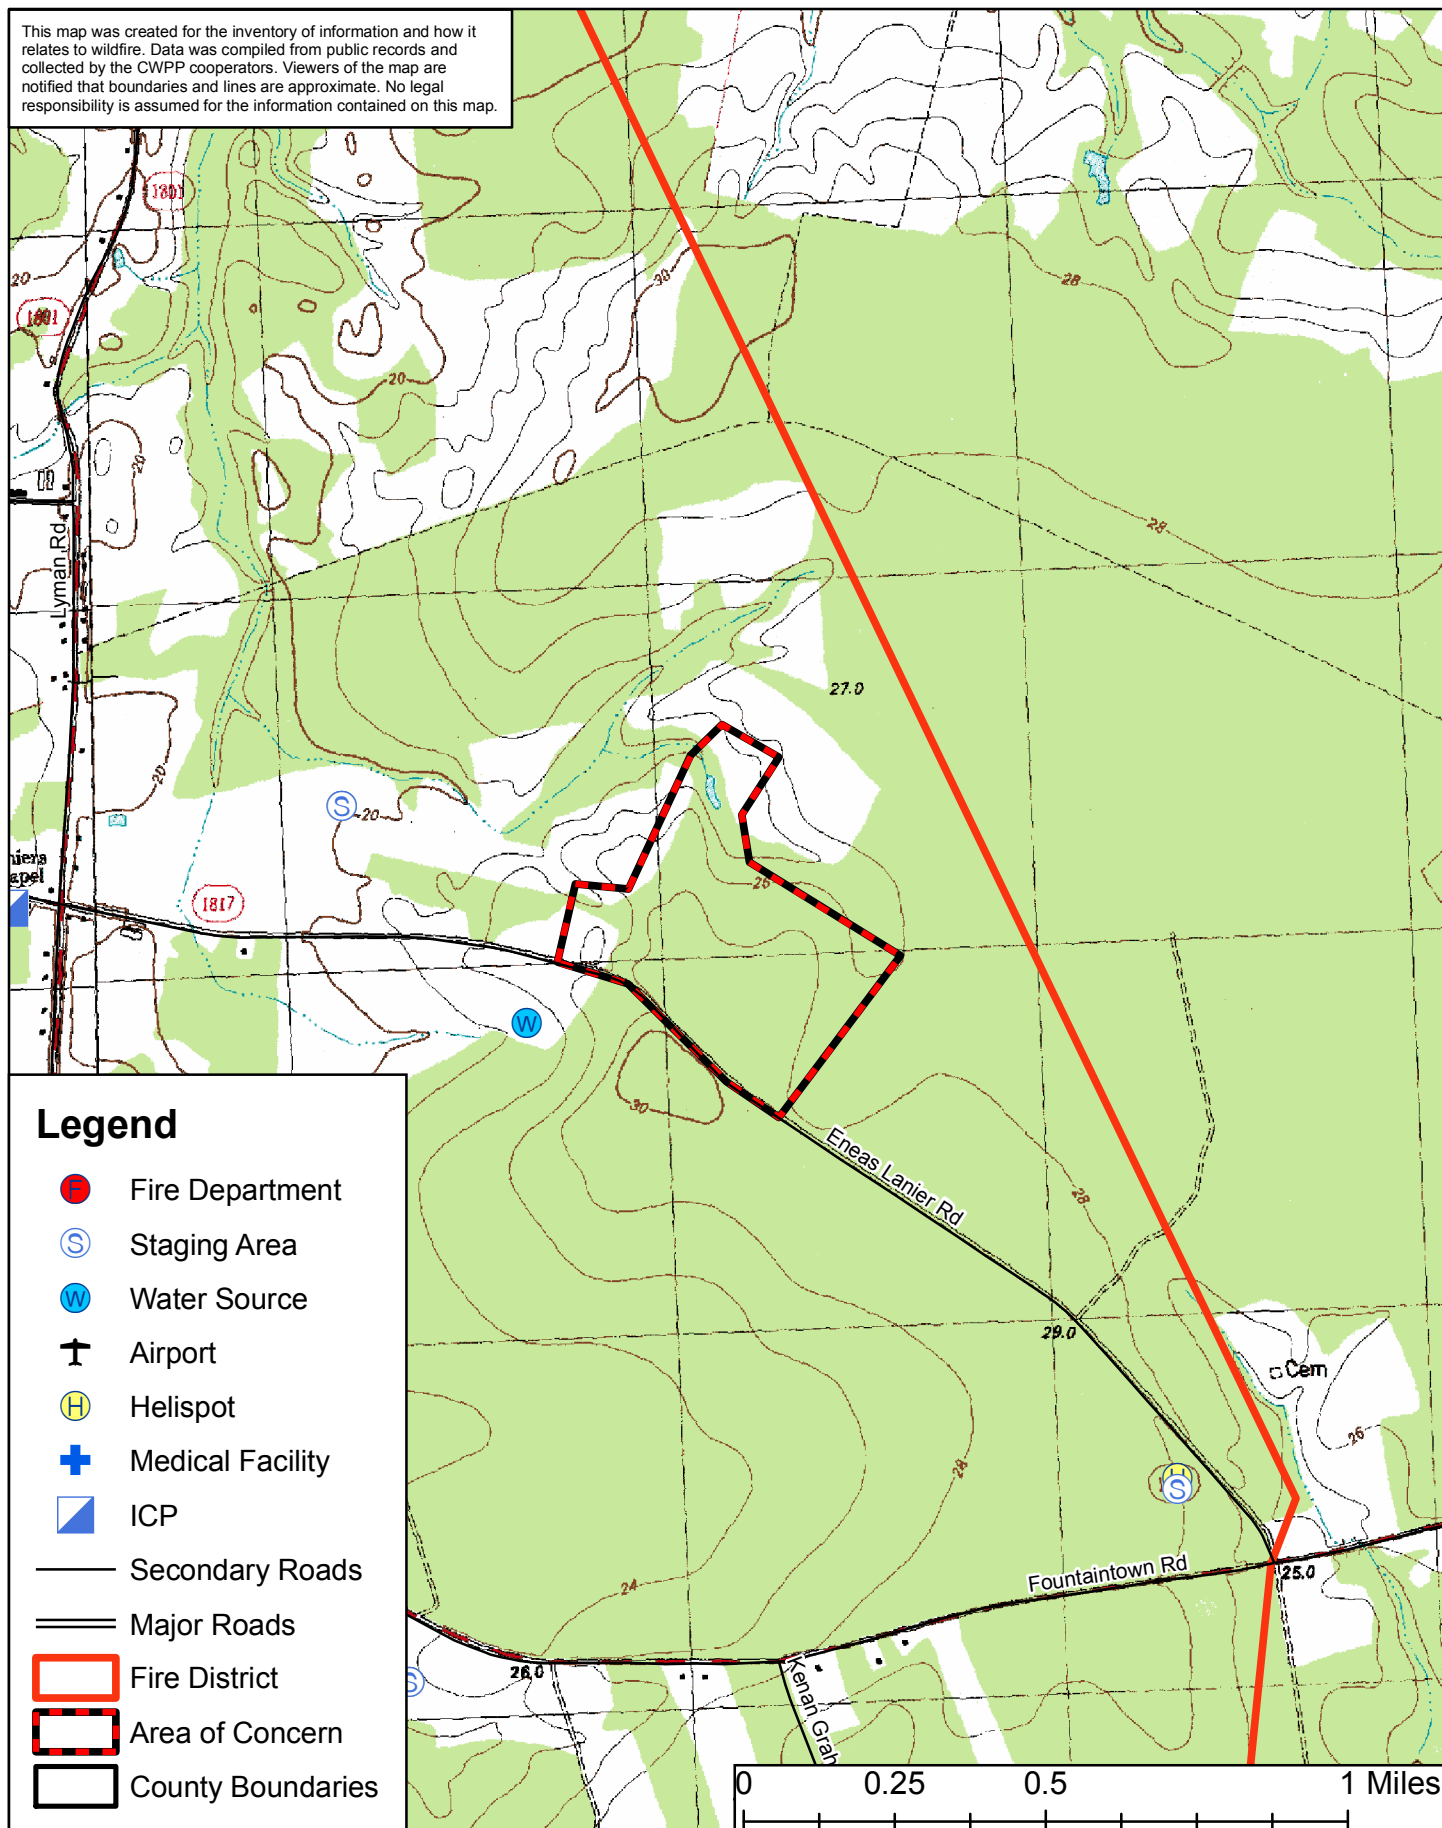 This map was created for the inventory of information and how it
relates to wildfire. Data was compiled from public records and
collected by the CWPP cooperators. Viewers of the map are
notified that boundaries and lines are approximate. No legal
responsibility is assumed for the information contained on this map.
1801
30
28
20
1801
20
20
28
Lyman Rd
27.0
20
S
20
apel
26
1817
W
30
Eneas Lanier Rd
28
29.0
Cem
26
28
H
S
Fountaintown Rd
25.0
24
26.0
S
Kenan Grah
Legend
F Fire Department
S Staging Area
W Water Source
Airport
H Helispot
Medical Facility
ICP
Secondary Roads
Major Roads
Fire District
Area of Concern
County Boundaries
0 0.25 0.5 1 Miles